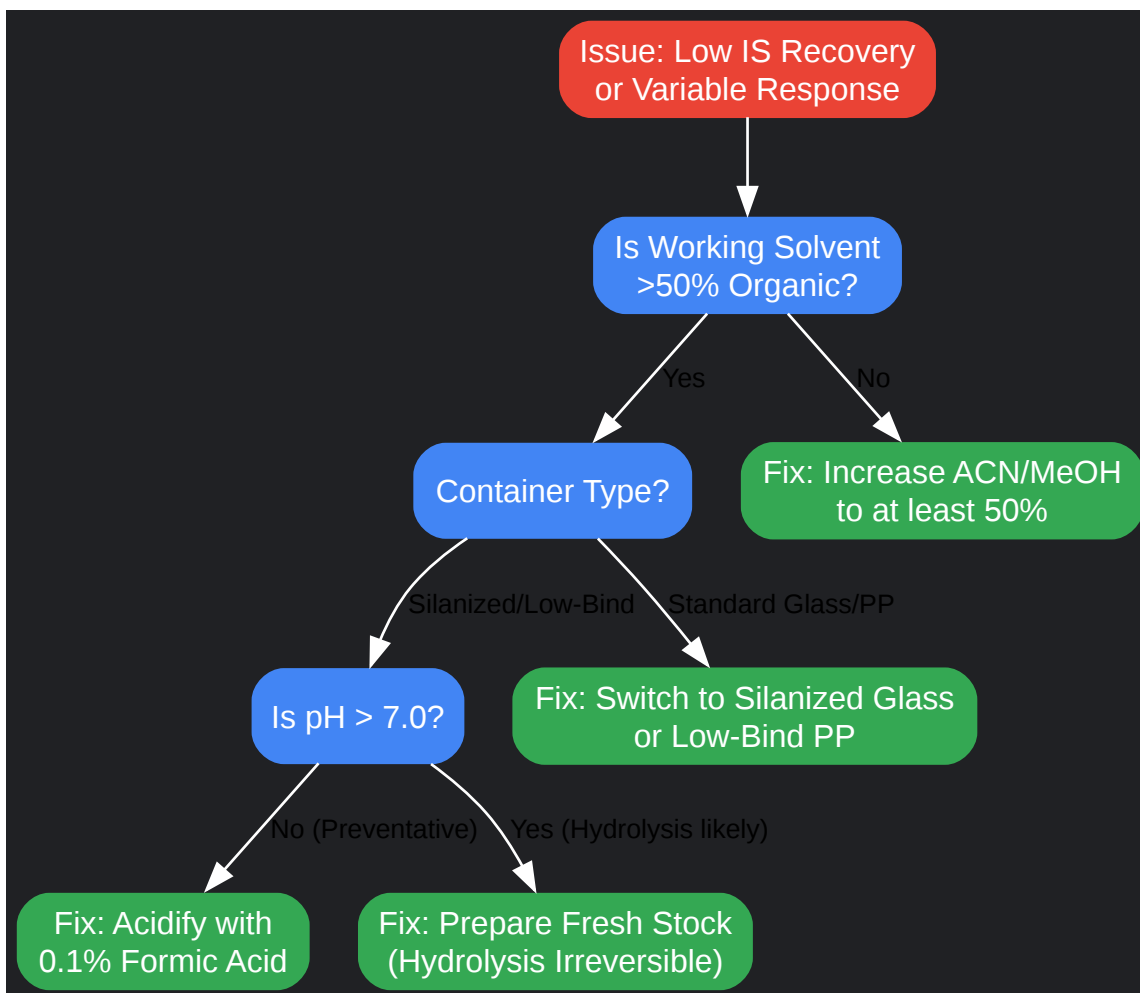 Issue: Low IS Recovery
or Variable Response
Is Working Solvent
>50% Organic?
Yes
No
Container Type?
Fix: Increase ACN/MeOH
to at least 50%
Silanized/Low-Bind
Standard Glass/PP
Is pH > 7.0?
Fix: Switch to Silanized Glass
or Low-Bind PP
No (Preventative)
Yes (Hydrolysis likely)
Fix: Acidify with
0.1% Formic Acid
Fix: Prepare Fresh Stock
(Hydrolysis Irreversible)